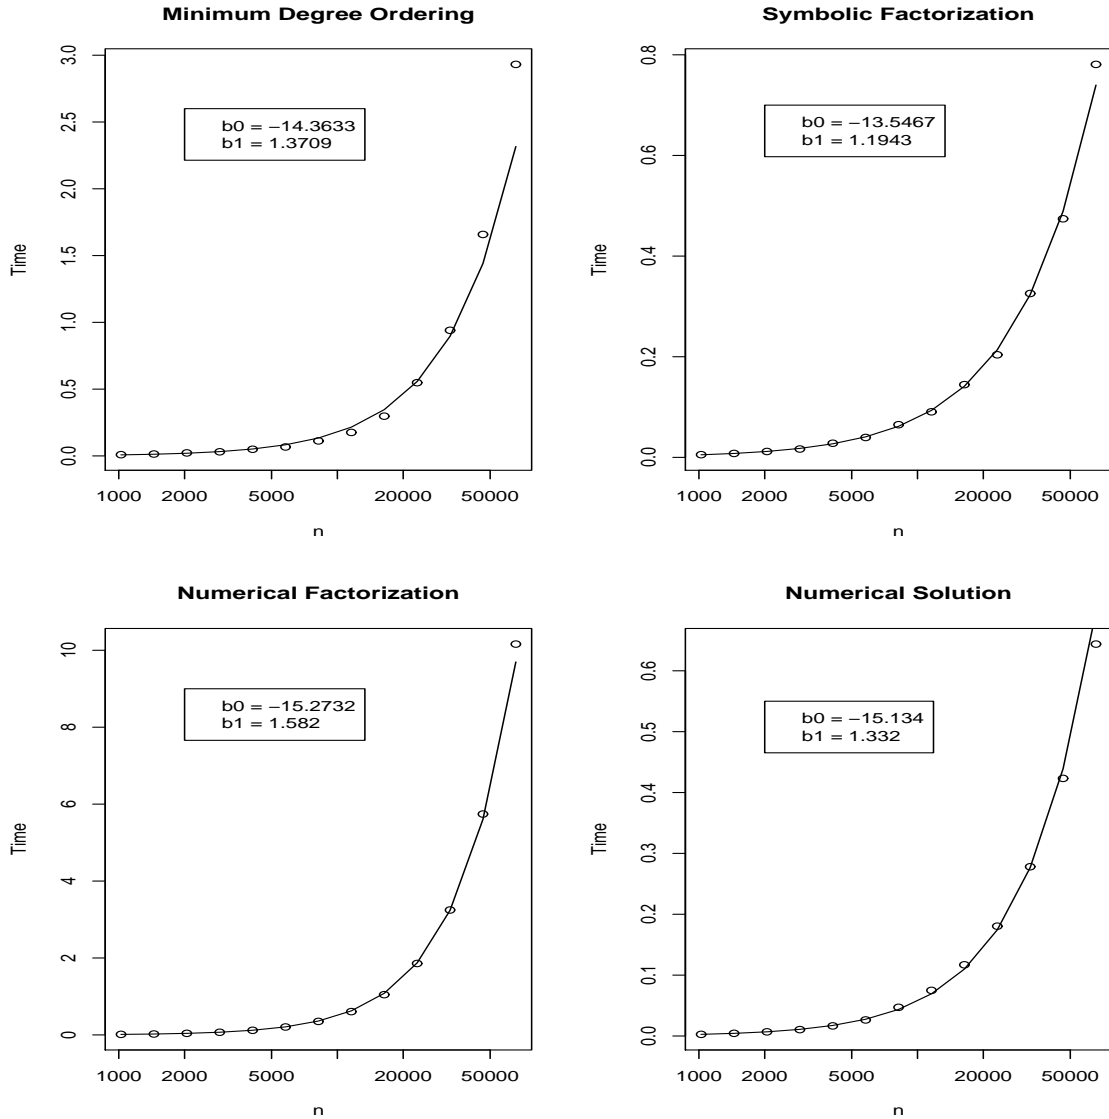 Minimum Degree Ordering
3.0
2.5
2.0
1.5
1.0
0.5
0.0
Time
b0 = −14.3633
b1 = 1.3709
1000 2000 5000 20000 50000
n
Symbolic Factorization
0.8
0.6
0.4
0.2
0.0
Time
b0 = −13.5467
b1 = 1.1943
1000 2000 5000 20000 50000
n
Numerical Factorization
10
8
6
4
2
0
Time
b0 = −15.2732
b1 = 1.582
1000 2000 5000 20000 50000
n
Numerical Solution
0.6
0.5
0.4
0.3
0.2
0.1
0.0
Time
b0 = −15.134
b1 = 1.332
1000 2000 5000 20000 50000
n